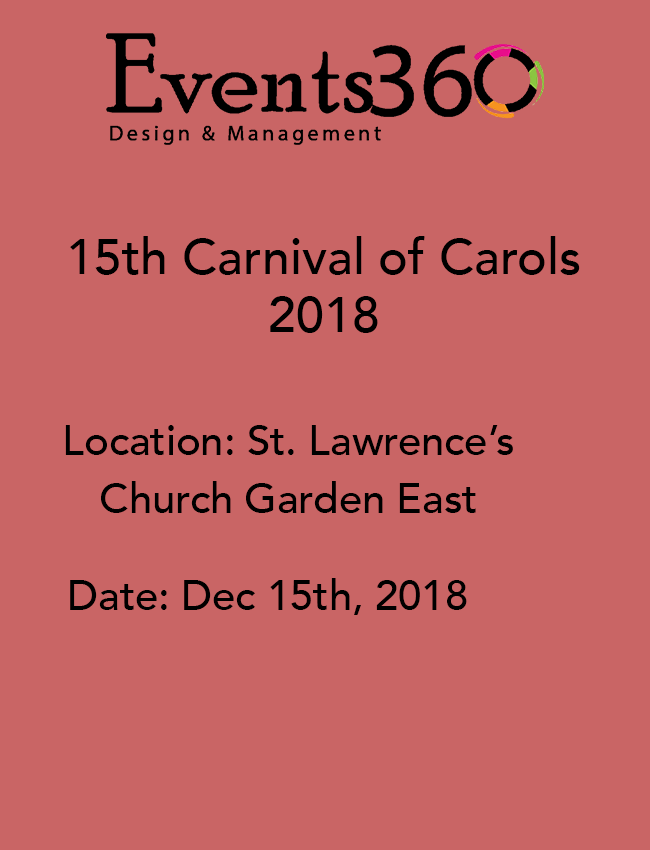 Events360
Design & Management
15th Carnival of Carols
2018
Location: St. Lawrence’s
Church Garden East
Date: Dec 15th, 2018